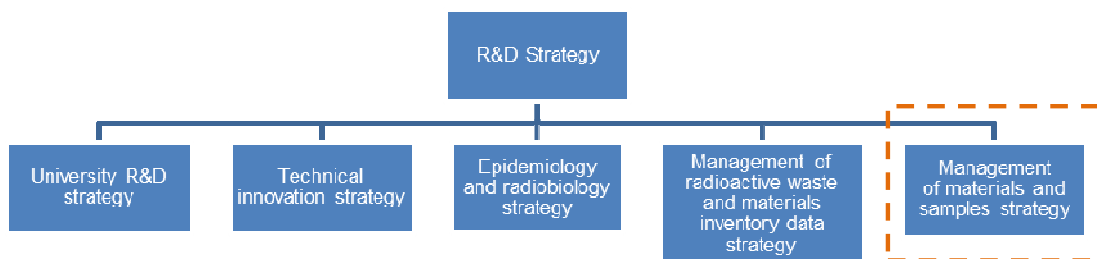 R&D Strategy
University R&D
strategy
Technical
innovation strategy
Epidemiology
and radiobiology
strategy
Management of
radioactive waste
and materials
inventory data
strategy
Management
of materials and
samples strategy